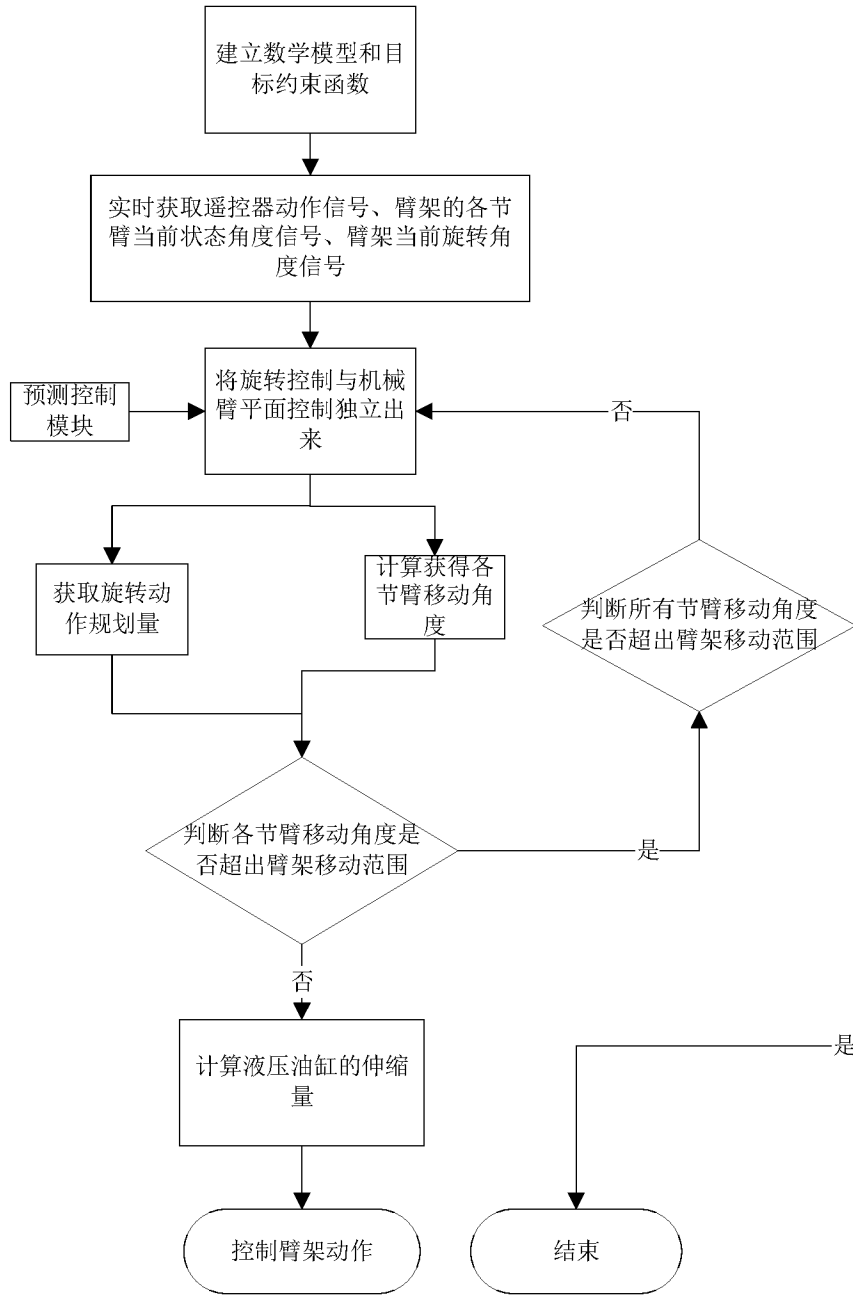 建立数学模型和目
标约束函数
实时获取遥控器动作信号、臂架的各节
臂当前状态角度信号、臂架当前旋转角
度信号
将旋转控制与机械
臂平面控制独立出
来
预测控制
模块
否
获取旋转动
作规划量
计算获得各
节臂移动角
度
判断所有节臂移动角度
是否超出臂架移动范围
判断各节臂移动角度是
否超出臂架移动范围
是
否
计算液压油缸的伸缩
量
是
控制臂架动作
结束